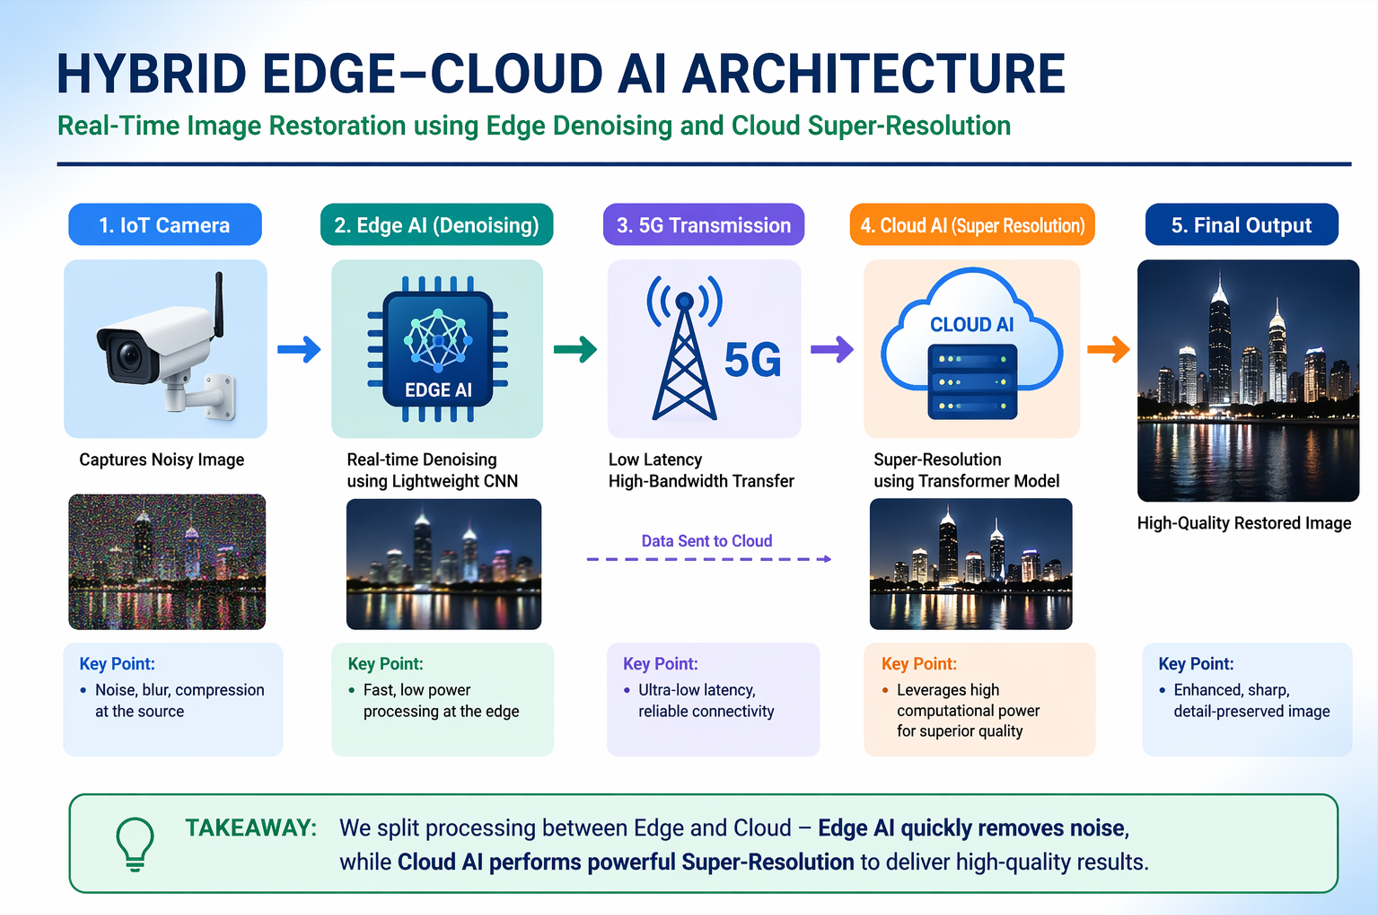 HYBRID EDGE–CLOUD AI ARCHITECTURE
Real-Time Image Restoration using Edge Denoising and Cloud Super-Resolution
1. IoT Camera
2. Edge AI (Denoising)
3. 5G Transmission
4. Cloud AI (Super Resolution)
5. Final Output
EDGE AI
5G
CLOUD AI
Captures Noisy Image
Real-time Denoising
using Lightweight CNN
Low Latency
High-Bandwidth Transfer
Super-Resolution
using Transformer Model
High-Quality Restored Image
Data Sent to Cloud
Key Point:
• Noise, blur, compression
at the source
Key Point:
• Fast, low power
processing at the edge
Key Point:
• Ultra-low latency,
reliable connectivity
Key Point:
• Leverages high
computational power
for superior quality
Key Point:
• Enhanced, sharp,
detail-preserved image
TAKEAWAY: We split processing between Edge and Cloud – Edge AI quickly removes noise,
while Cloud AI performs powerful Super-Resolution to deliver high-quality results.